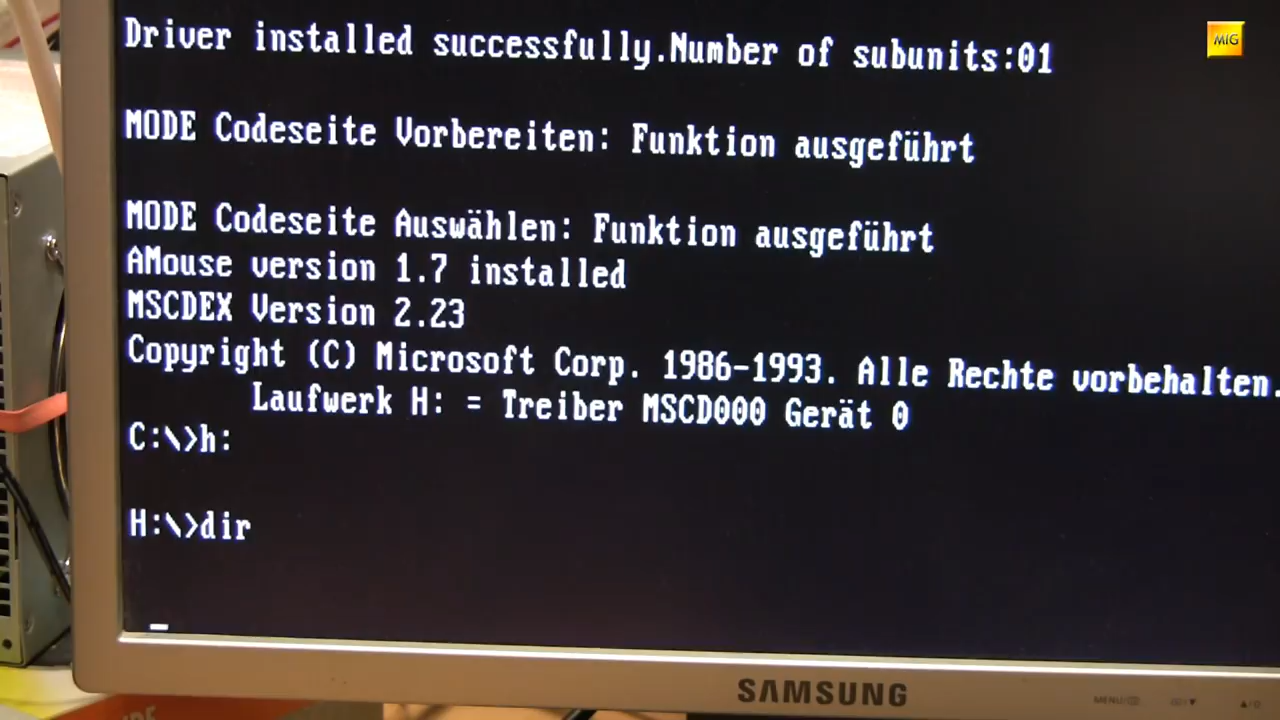 Driver installed successfully.Number of subunits:01
MODE Codeseite Vorbereiten: Funktion ausgeführt
MODE Codeseite Auswählen: Funktion ausgeführt
AMouse version 1.7 installed
MSCDEX Version 2.23
Copyright (C) Microsoft Corp. 1986-1993. Alle Rechte vorbehalten.
Laufwerk H: = Treiber MSCD000 Gerät 0
C:\>h:
H:\>dir
SAMSUNG
MENU
MIG